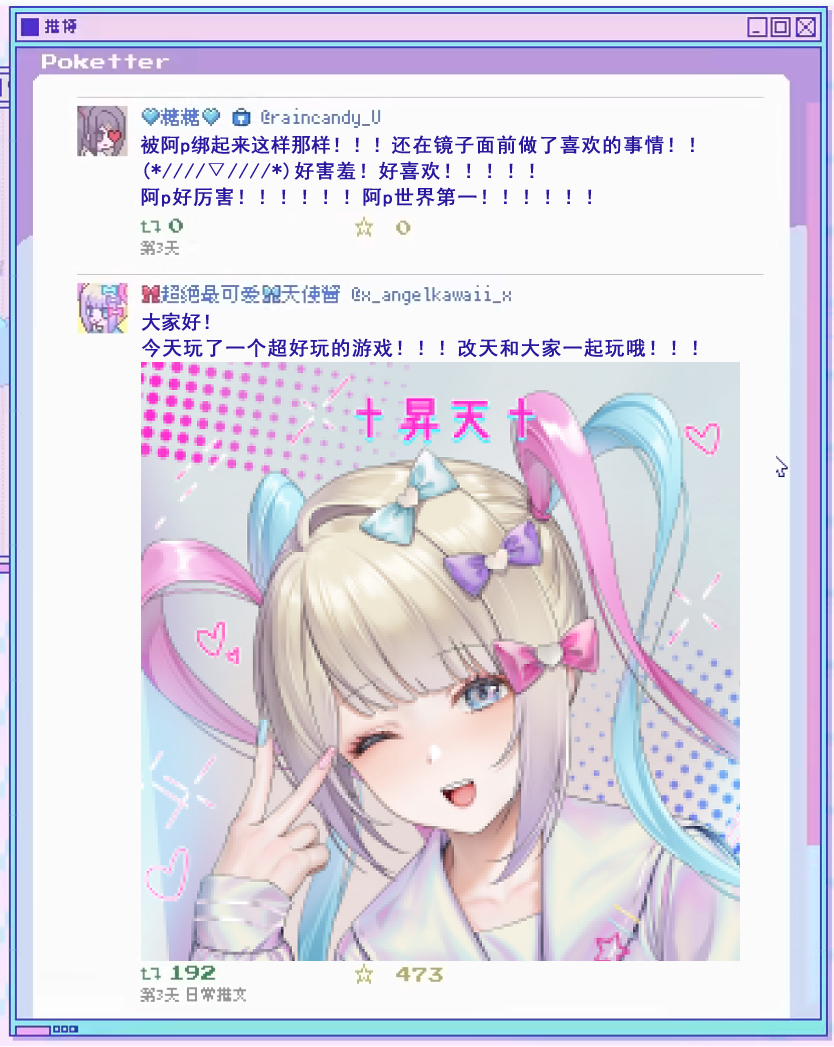 推特
Poketter
糖糖 @raincandy_U
被阿p绑起来这样那样！！！还在镜子面前做了喜欢的事情！！
(*////▽////*)好害羞！好喜欢！！！！！
阿p好厉害！！！！！！阿p世界第一！！！！！！
0 ☆ 0
第3天
超绝最可爱天使酱 @x_angelkawaii_x
大家好！
今天玩了一个超好玩的游戏！！！改天和大家一起玩哦！！！
†昇天†
192 ☆ 473
第3天 日常推文